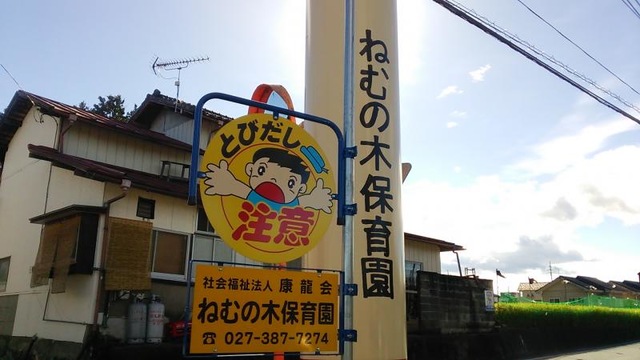 とびだし
注意
社会福祉法人 康龍会
ねむの木保育園
☎ 027-387-7274
ねむの木保育園